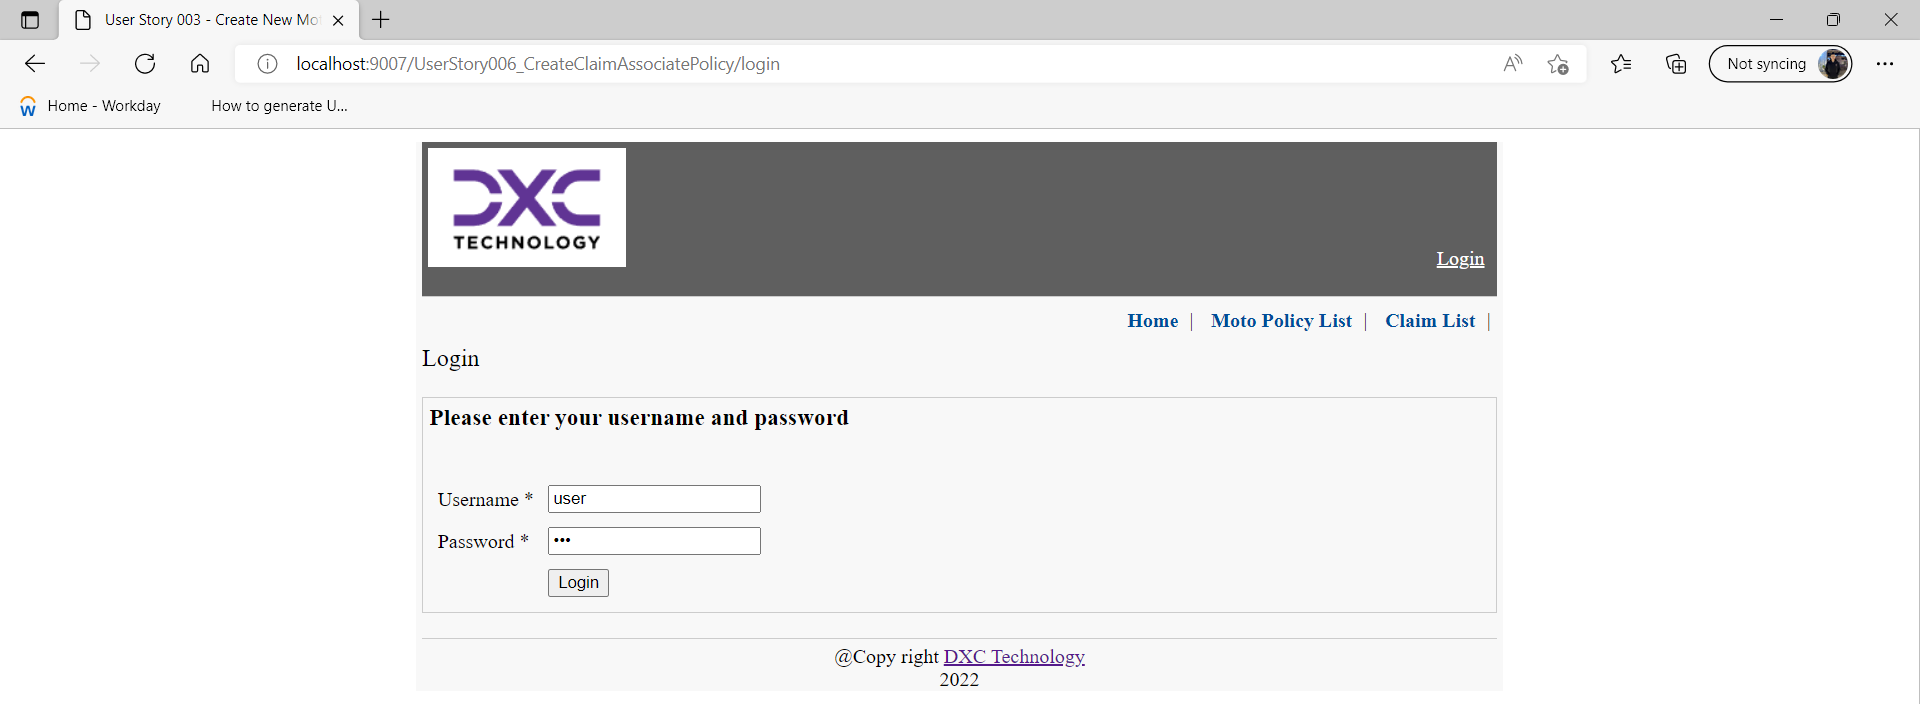 User Story 003 - Create New Mo
localhost:9007/UserStory006_CreateClaimAssociatePolicy/login
Not syncing
Home - Workday
How to generate U...
DXC
TECHNOLOGY
Login
Home | Moto Policy List | Claim List |
Login
Please enter your username and password
Username * user
Password * •••
Login
@Copy right DXC Technology
2022